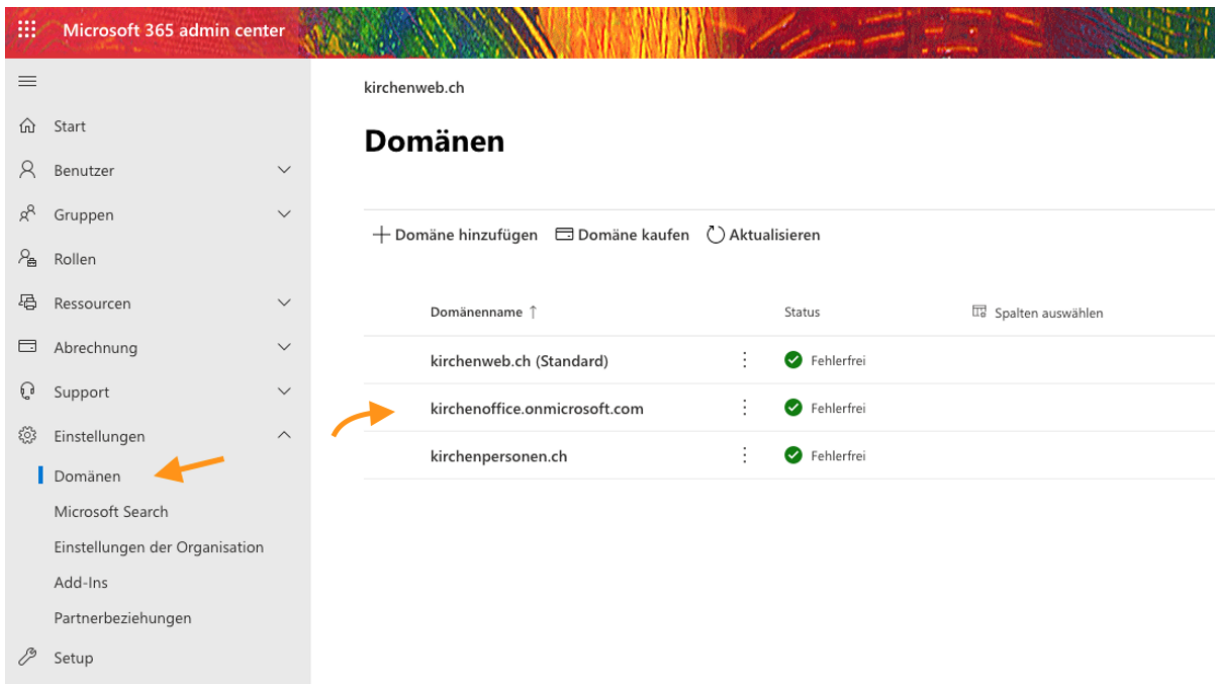 Microsoft 365 admin center
Start
Benutzer
Gruppen
Rollen
Ressourcen
Abrechnung
Support
Einstellungen
Domänen
Microsoft Search
Einstellungen der Organisation
Add-Ins
Partnerbeziehungen
Setup
kirchenweb.ch
Domänen
Domäne hinzufügen Domäne kaufen Aktualisieren
Domänenname ↑ Status Spalten auswählen
kirchenweb.ch (Standard) Fehlerfrei
kirchenoffice.onmicrosoft.com Fehlerfrei
kirchenpersonen.ch Fehlerfrei